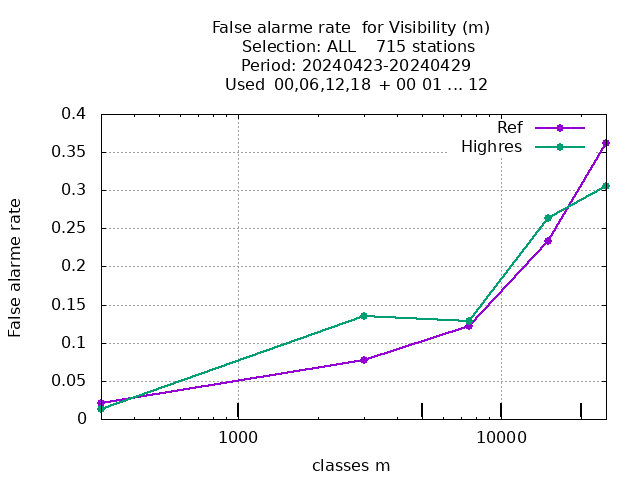 False alarme rate  for Visibility (m)
Selection: ALL    715 stations
Period: 20240423-20240429
Used  00,06,12,18 + 00 01 ... 12
Ref
Highres
0.4
0.35
0.3
0.25
0.2
0.15
0.1
0.05
0
False alarme rate
1000
10000
classes m